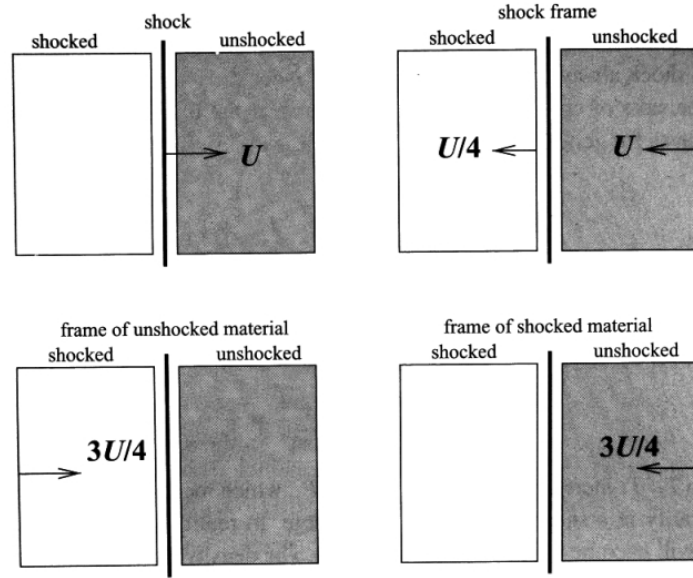 shock
shocked unshocked
U
shock frame
shocked unshocked
U/4 U
frame of unshocked material
shocked unshocked
3U/4
frame of shocked material
shocked unshocked
3U/4